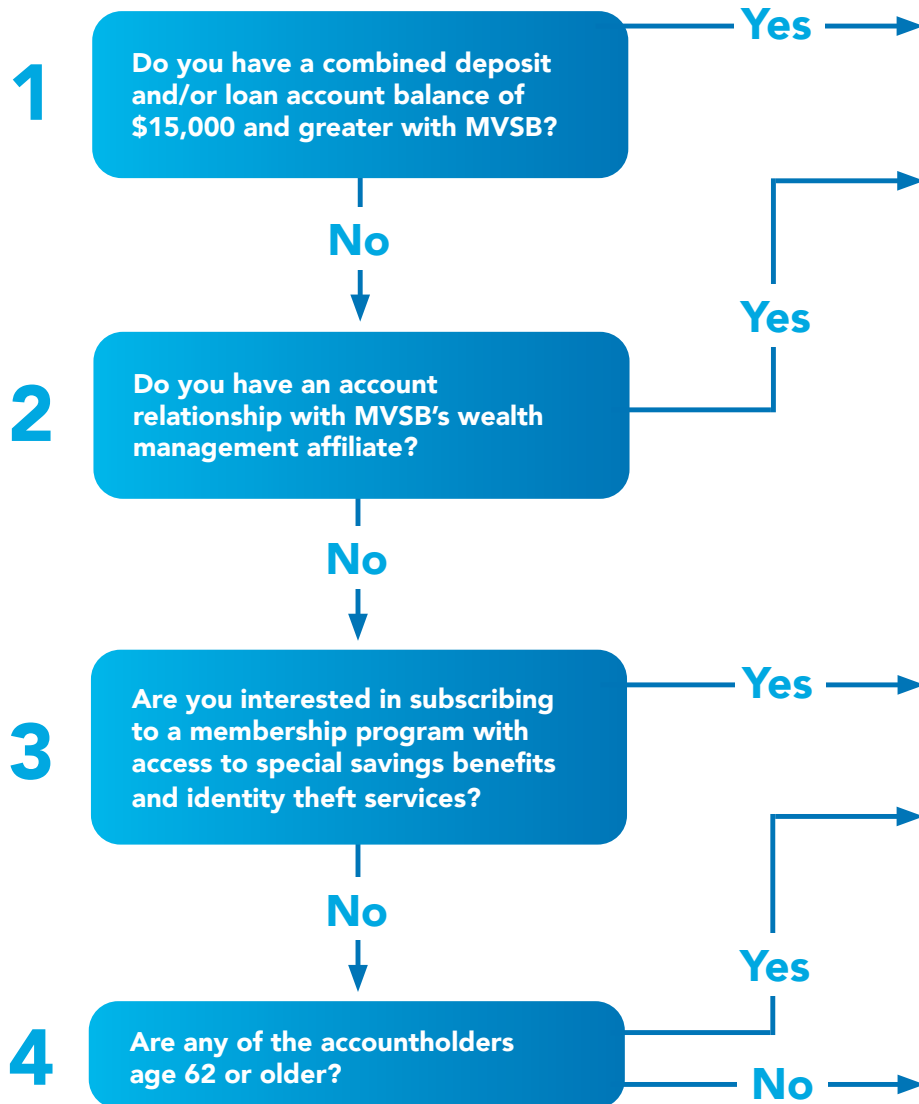 1
Do you have a combined deposit
and/or loan account balance of
$15,000 and greater with MVSB?
Yes
No
2
Do you have an account
relationship with MVSB’s wealth
management affiliate?
Yes
No
3
Are you interested in subscribing
to a membership program with
access to special savings benefits
and identity theft services?
Yes
No
4
Are any of the accountholders
age 62 or older?
Yes
No